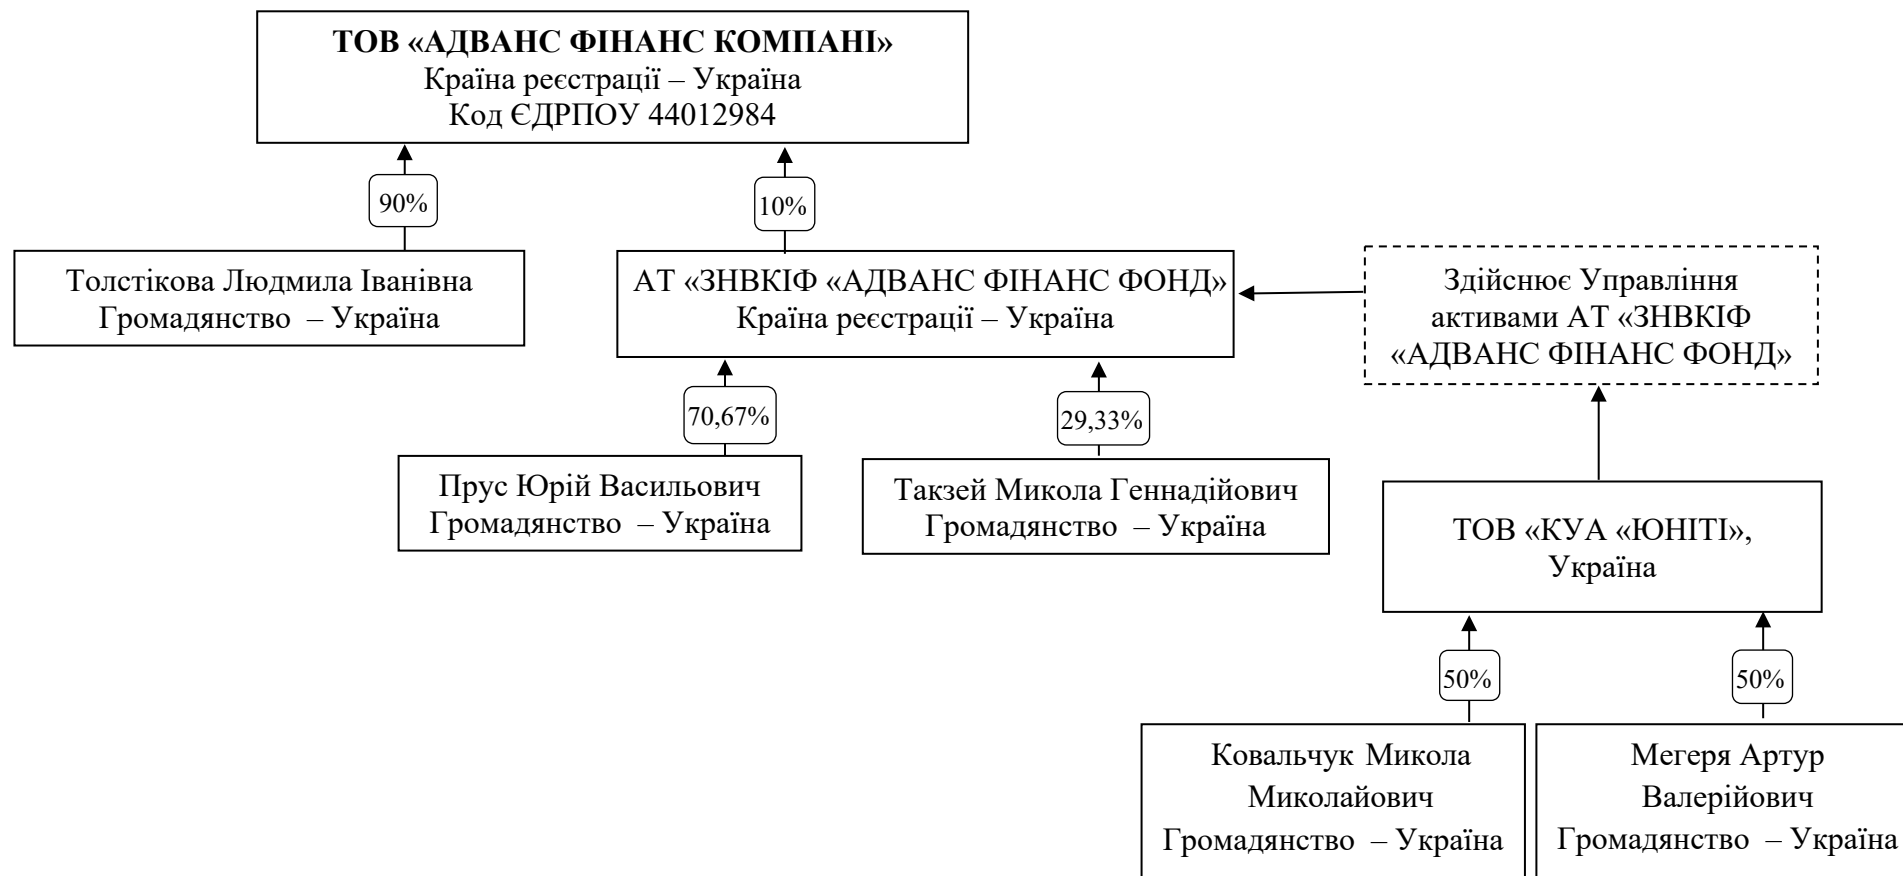 ТОВ «АДВАНС ФІНАНС КОМПАНІ»
Країна реєстрації – Україна
Код ЄДРПОУ 44012984
90%
10%
Толстікова Людмила Іванівна
Громадянство – Україна
АТ «ЗНВКІФ «АДВАНС ФІНАНС ФОНД»
Країна реєстрації – Україна
Здійснює Управління
активами АТ «ЗНВКІФ
«АДВАНС ФІНАНС ФОНД»
70,67%
29,33%
Прус Юрій Васильович
Громадянство – Україна
Такзей Микола Геннадійович
Громадянство – Україна
ТОВ «КУА «ЮНІТІ»,
Україна
50%
50%
Ковальчук Микола
Миколайович
Громадянство – Україна
Мегеря Артур
Валерійович
Громадянство – Україна